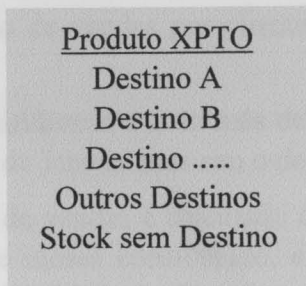 Produto XPTO
Destino A
Destino B
Destino .....
Outros Destinos
Stock sem Destino